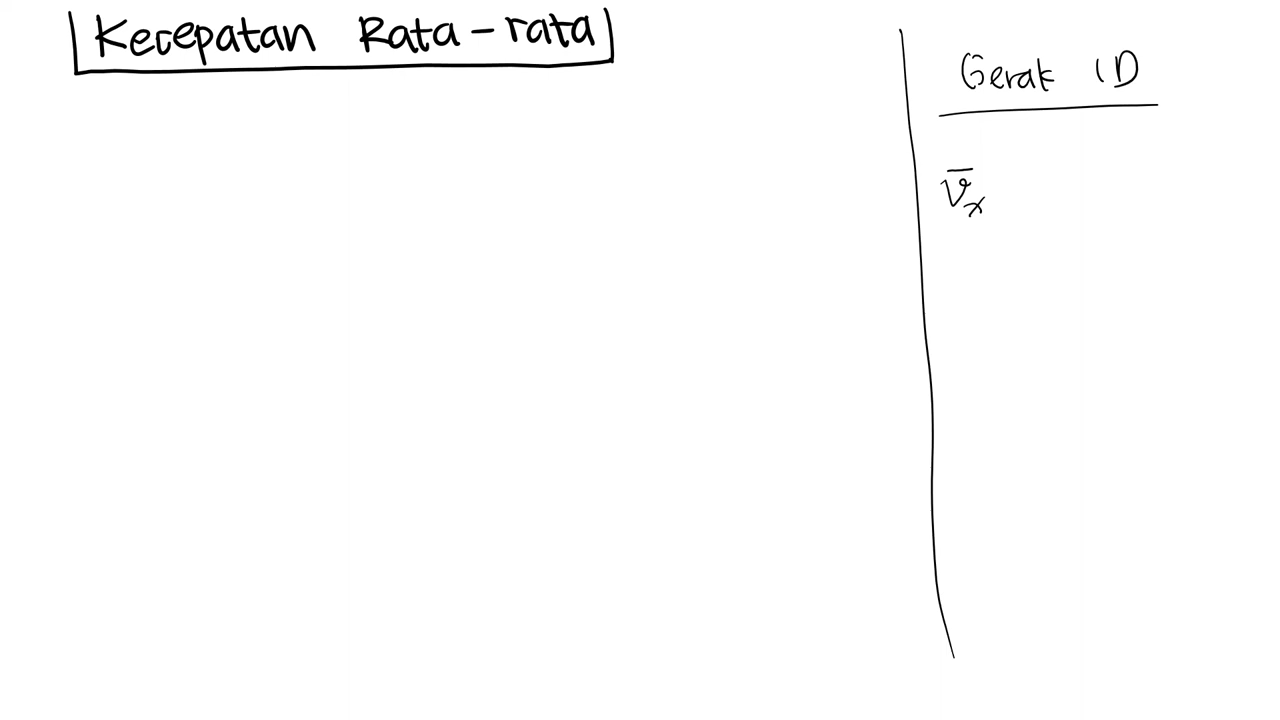 Kecepatan Rata-rata
Gerak 1D
v̅ₓ